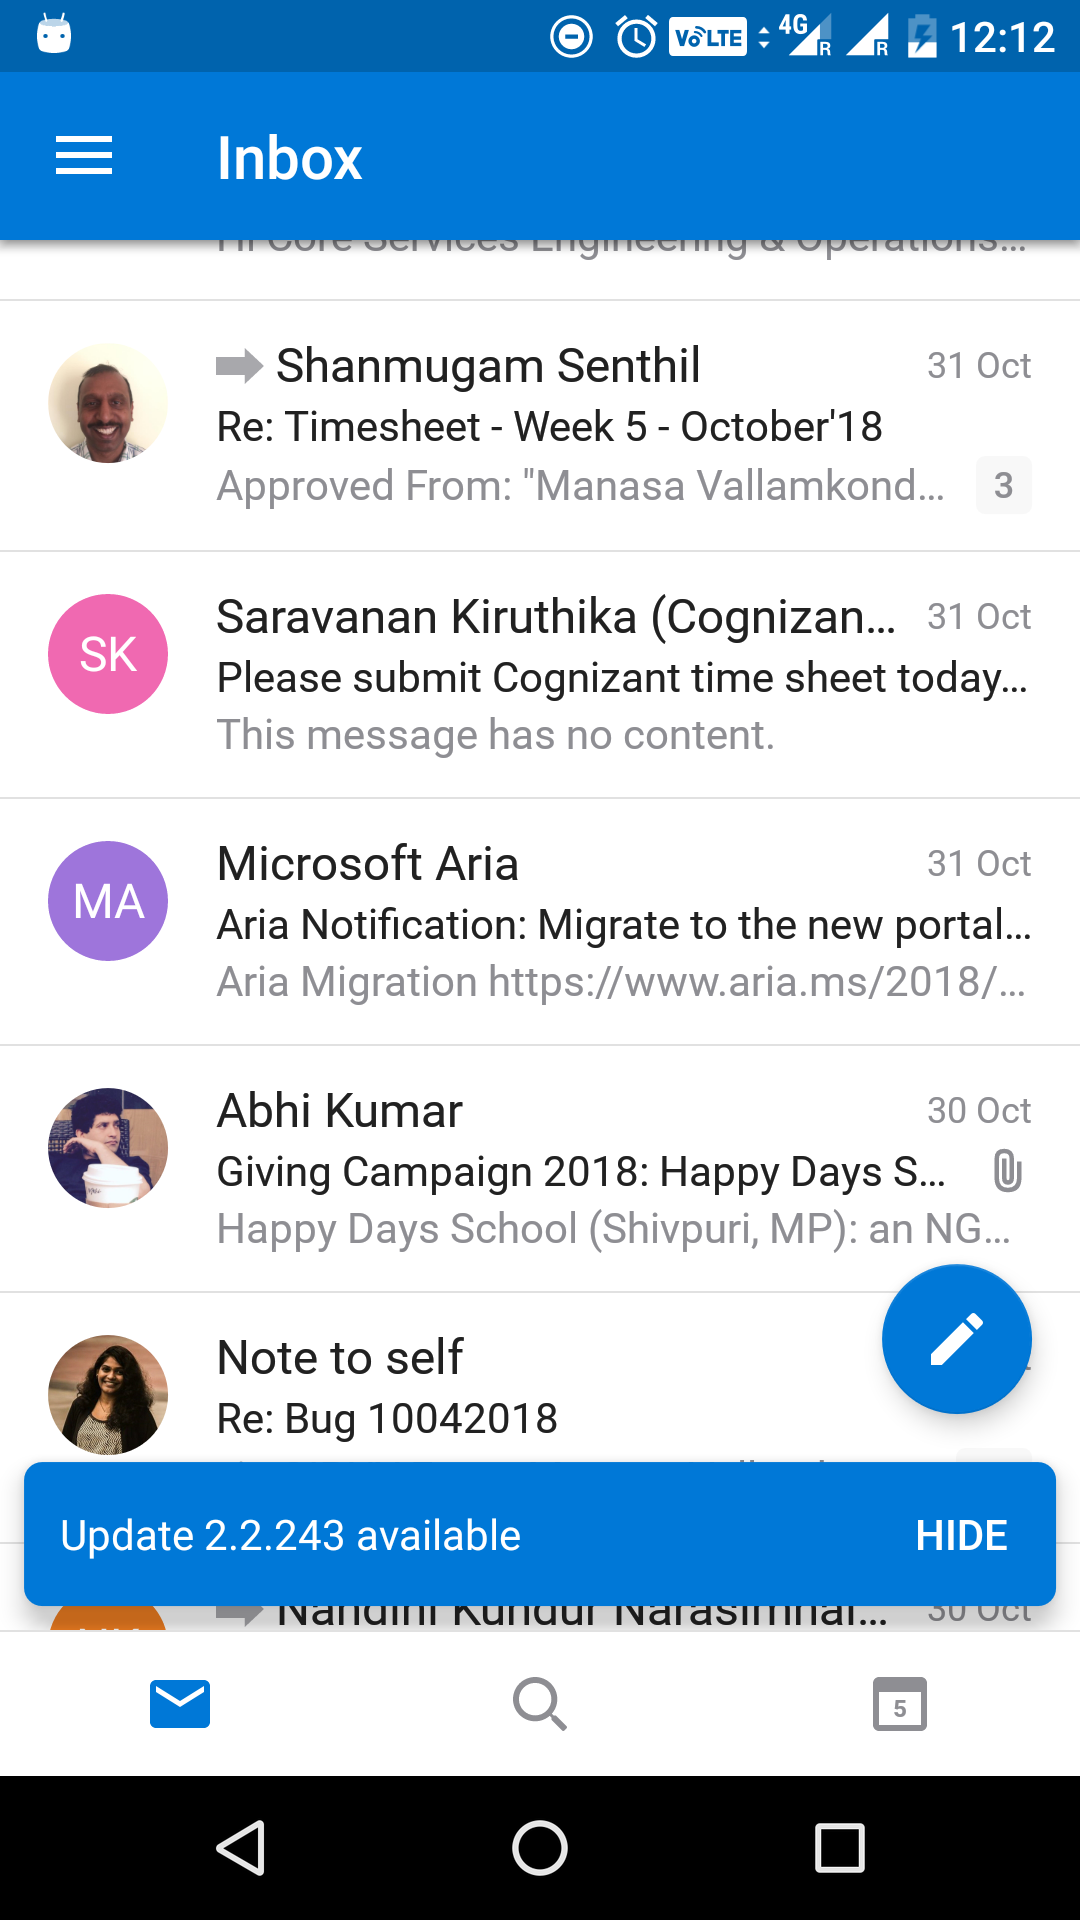 VoLTE 4G R R 12:12
Inbox
Hi Core Services Engineering & Operations...
Shanmugam Senthil 31 Oct
Re: Timesheet - Week 5 - October'18
Approved From: "Manasa Vallamkond... 3
SK
Saravanan Kiruthika (Cognizan... 31 Oct
Please submit Cognizant time sheet today...
This message has no content.
MA
Microsoft Aria 31 Oct
Aria Notification: Migrate to the new portal...
Aria Migration https://www.aria.ms/2018/...
Abhi Kumar 30 Oct
Giving Campaign 2018: Happy Days S...
Happy Days School (Shivpuri, MP): an NG...
Note to self
Re: Bug 10042018
Update 2.2.243 available HIDE
Nandini Kundur Narasimhai... 30 Oct
5